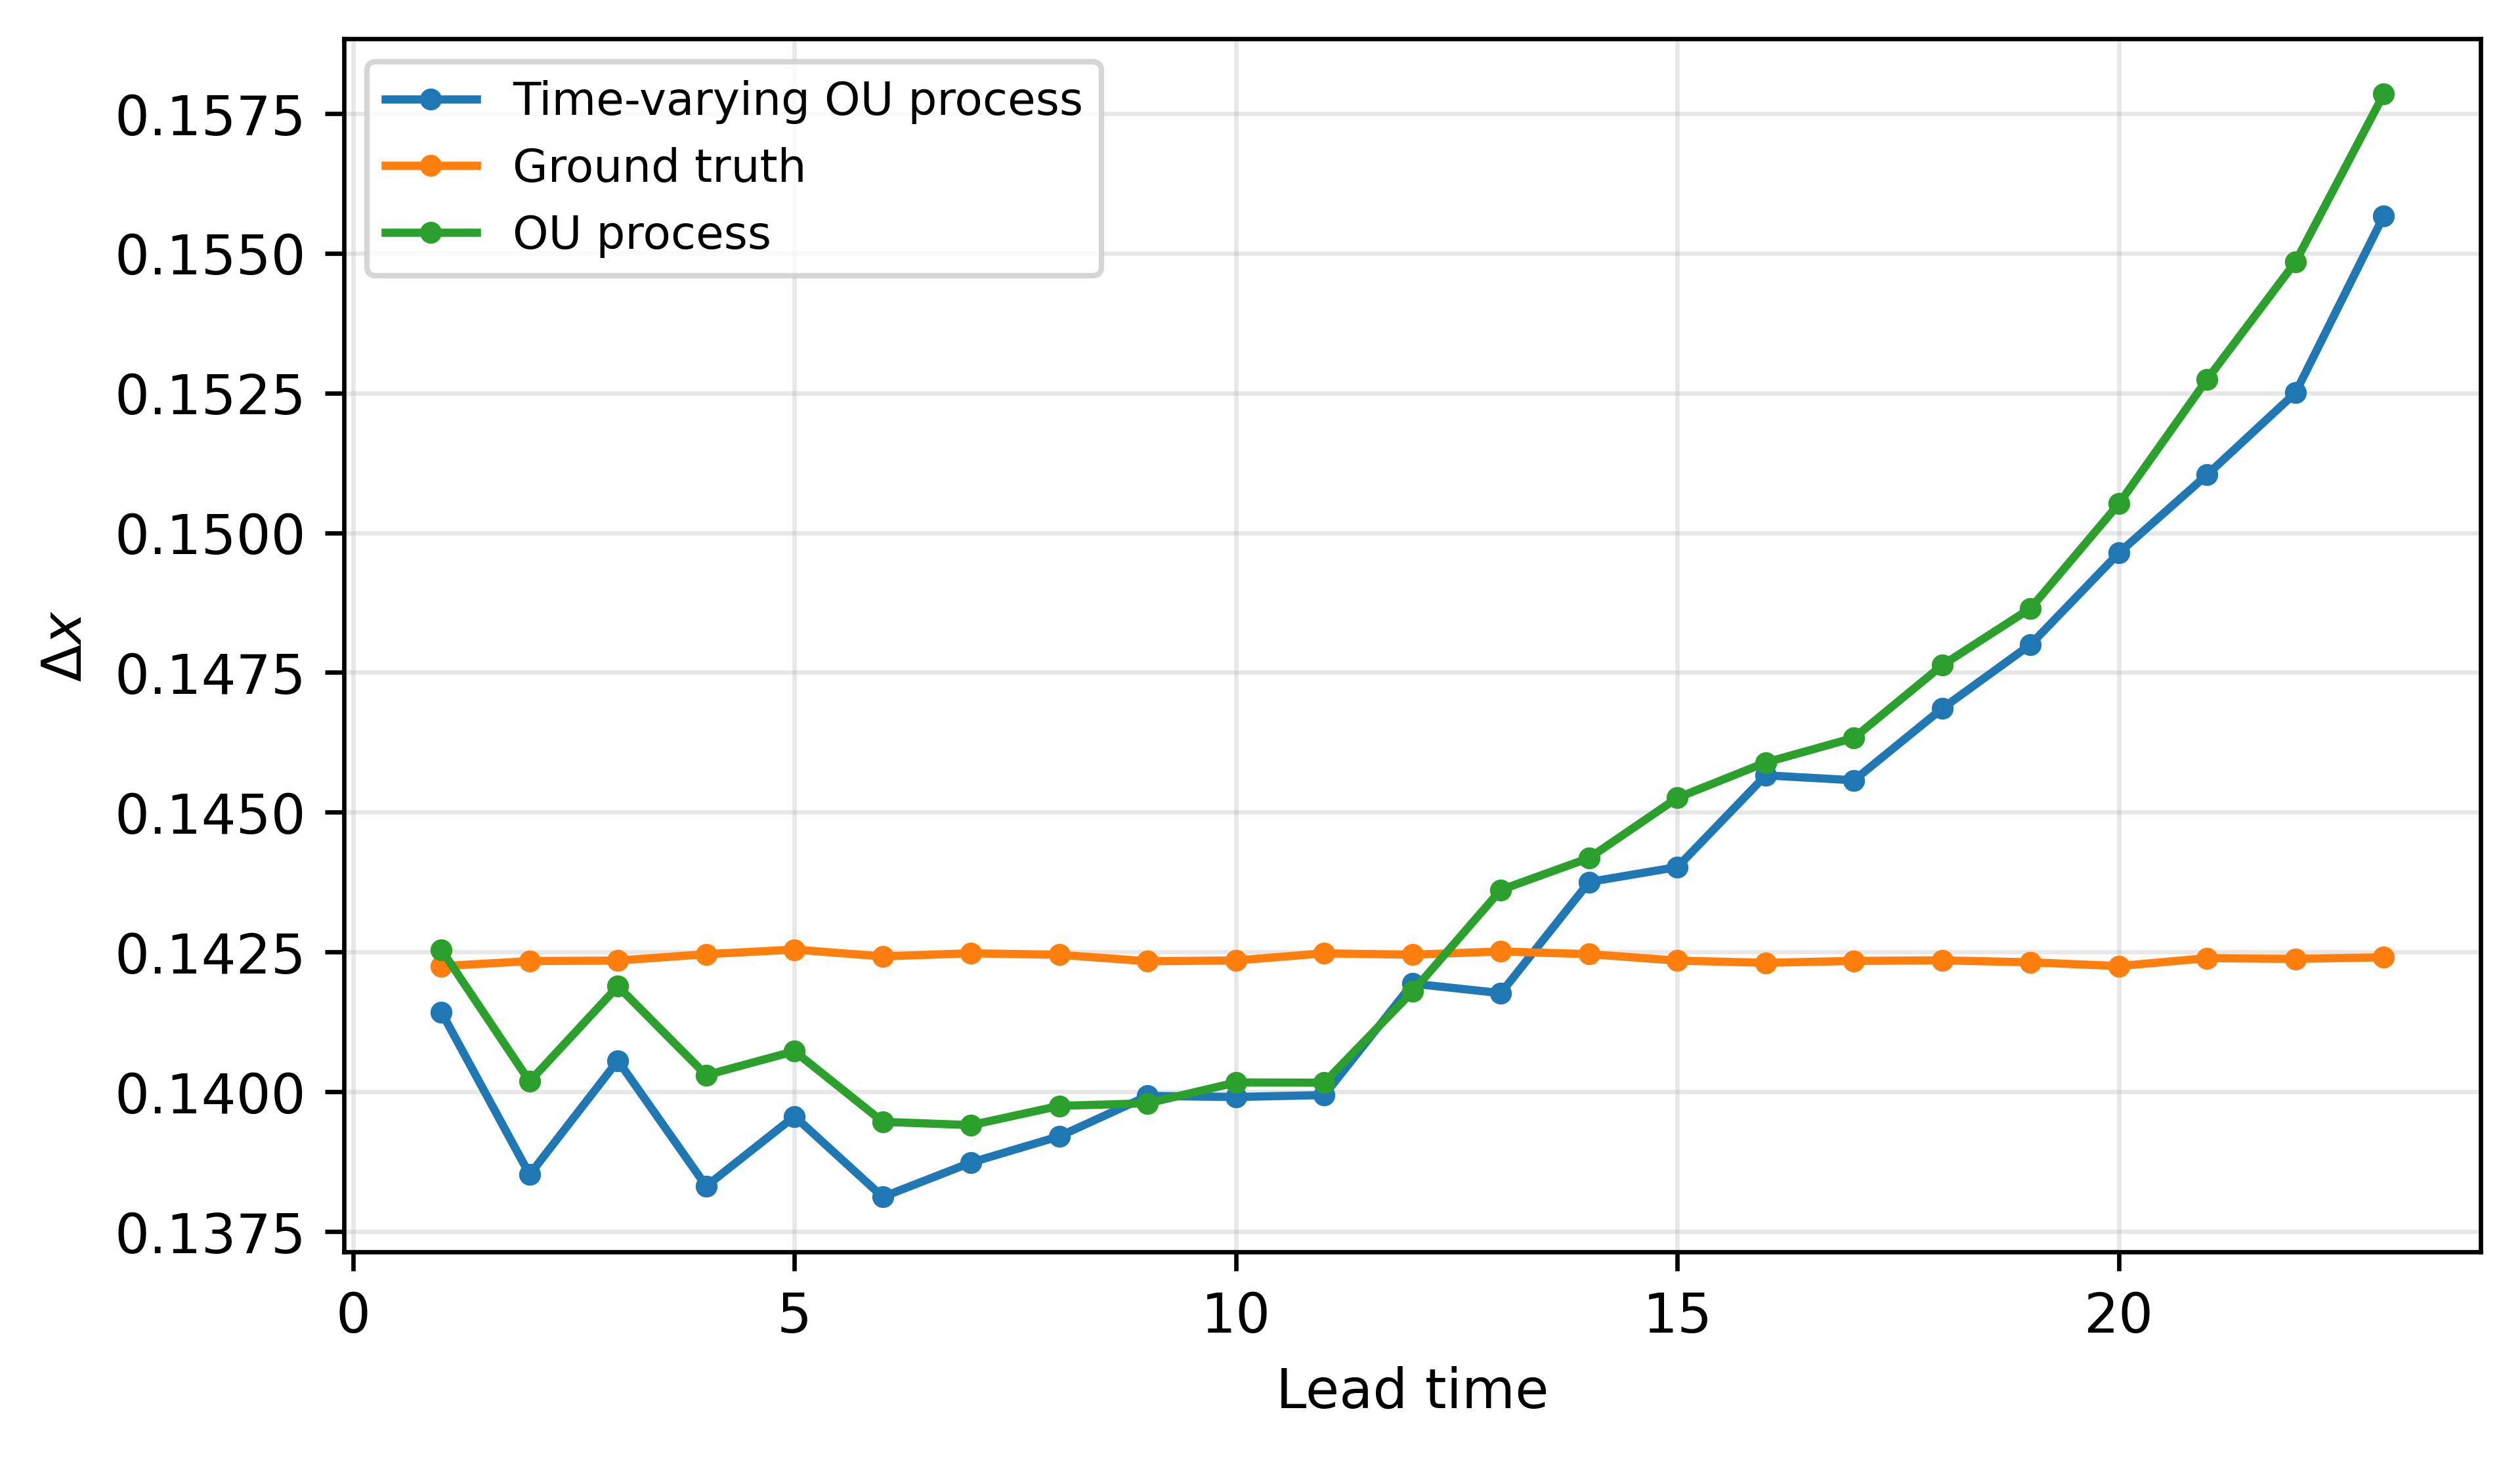 Time-varying OU process
Ground truth
OU process
0.1575
0.1550
0.1525
0.1500
0.1475
0.1450
0.1425
0.1400
0.1375
Δx
0 5 10 15 20
Lead time